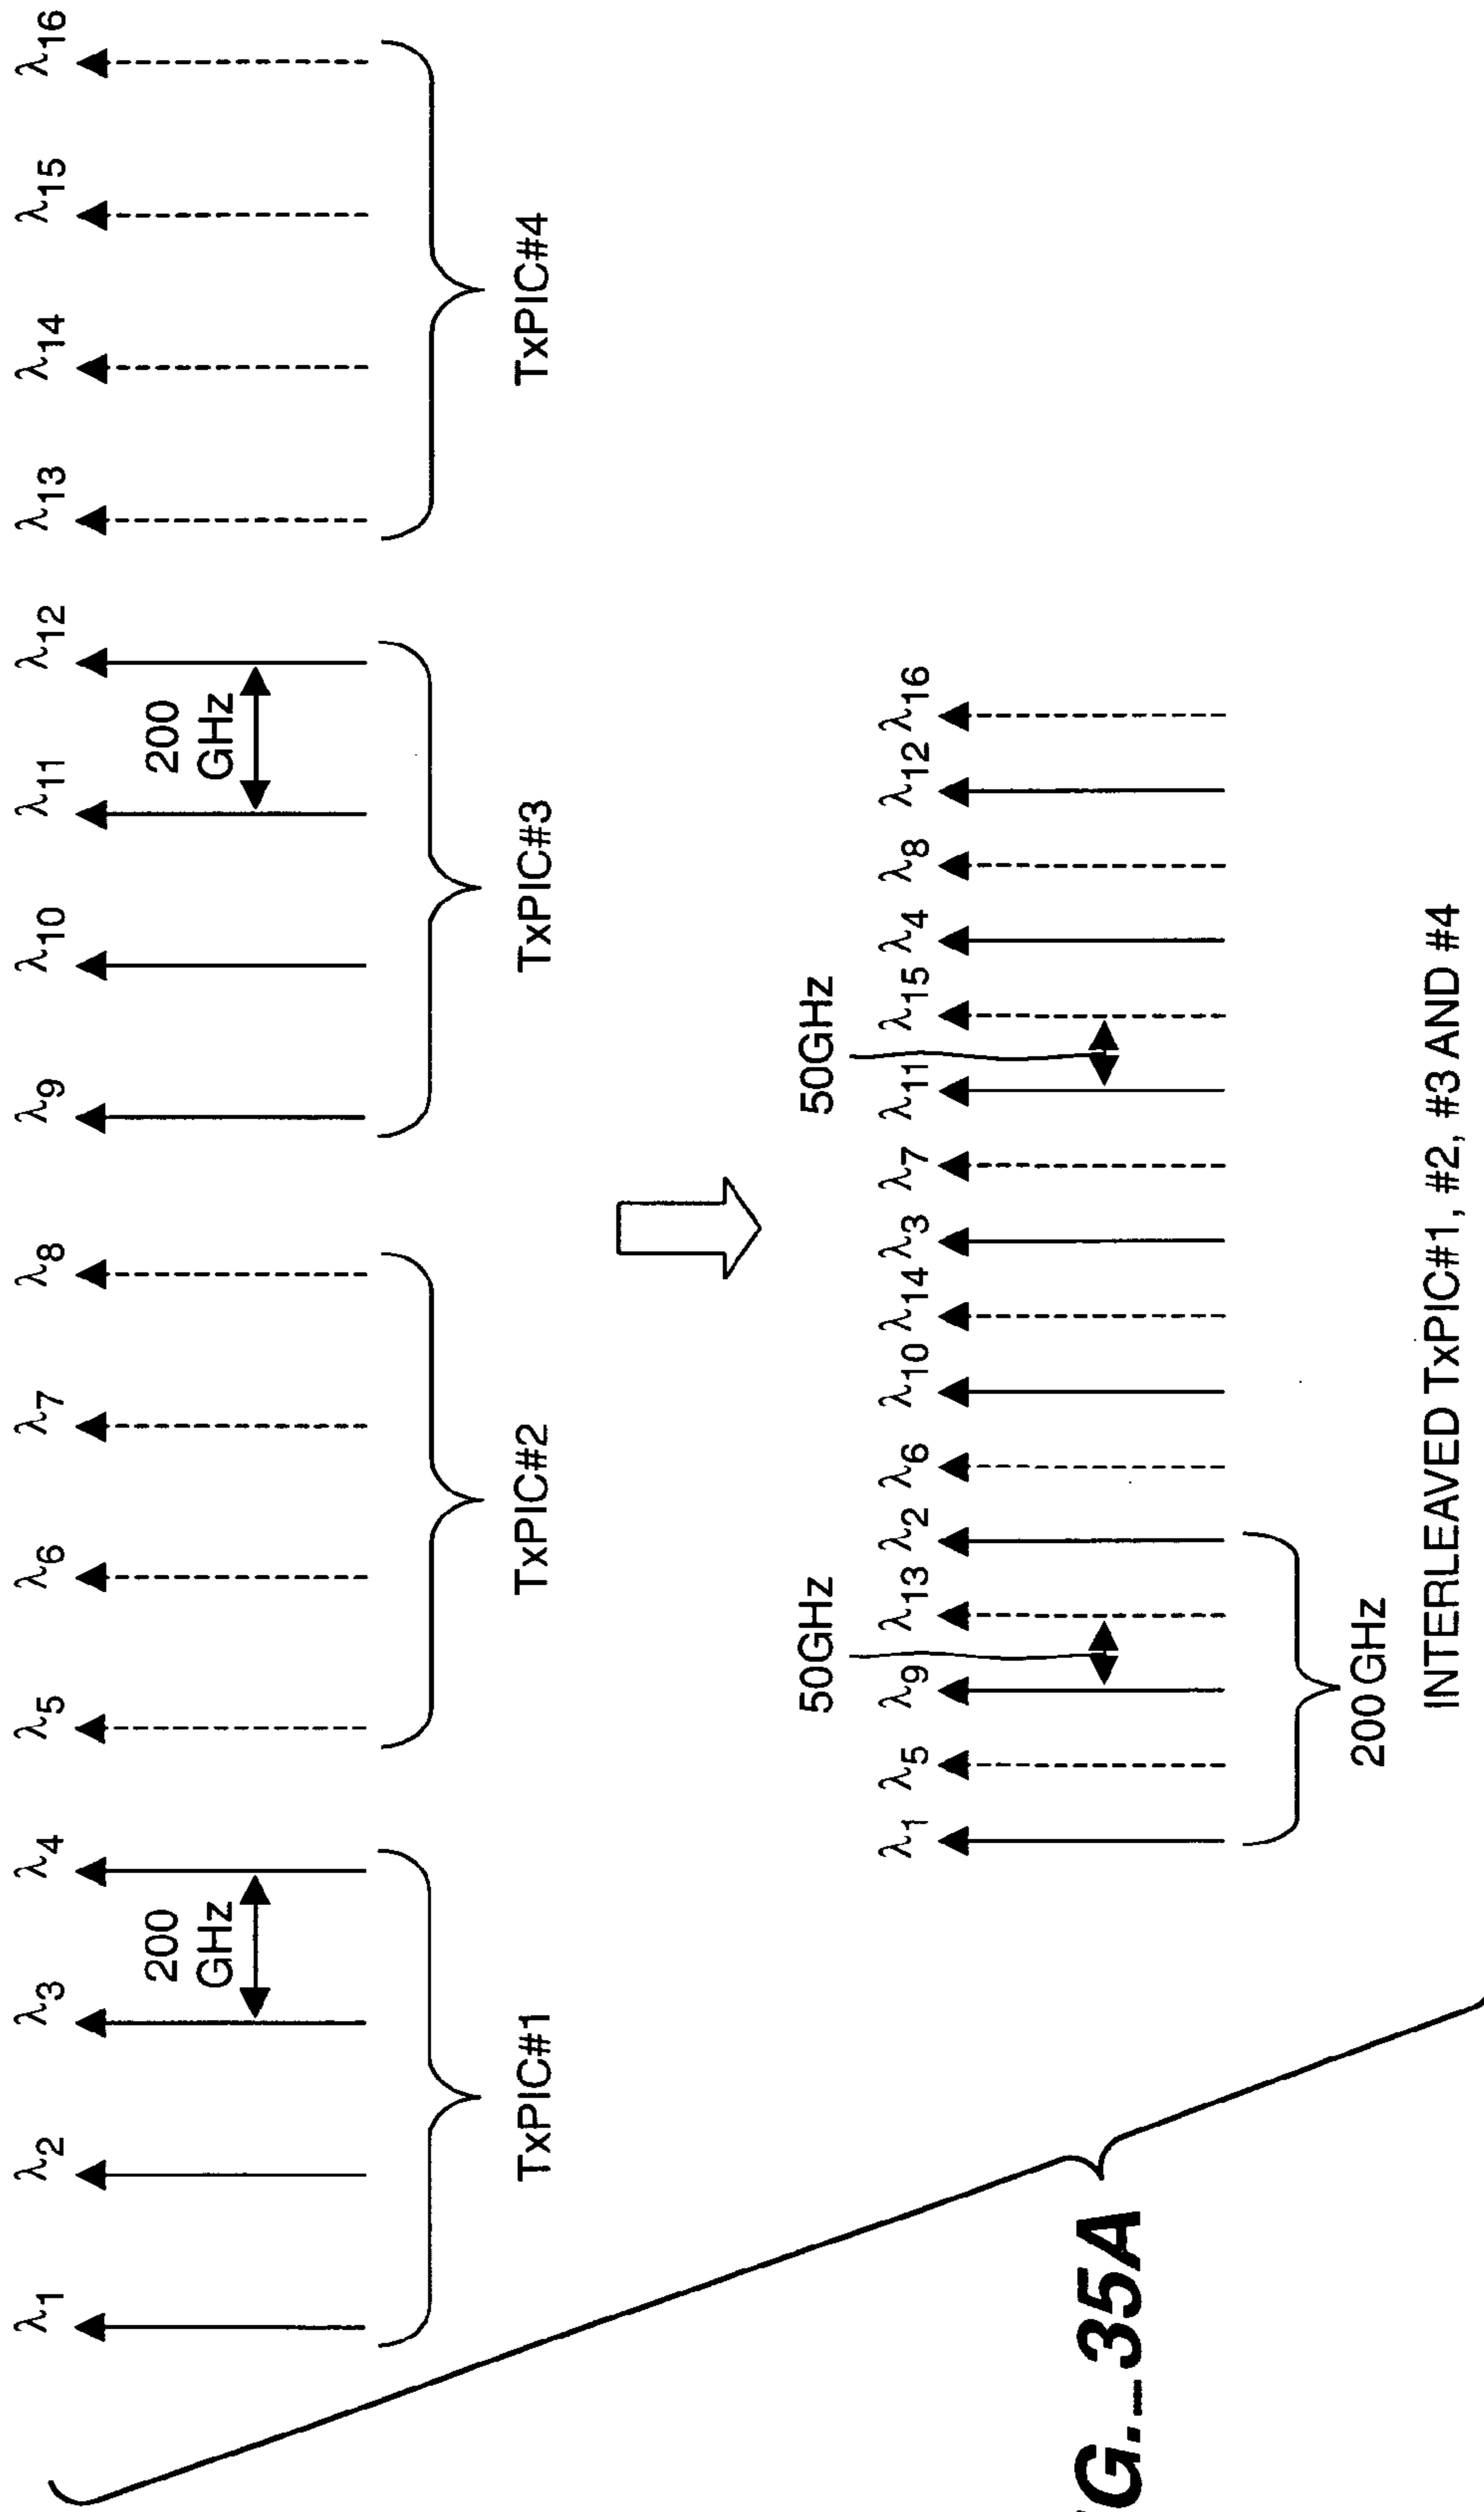 λ1 λ2 λ3 λ4 λ5 λ6 λ7 λ8 λ9 λ10 λ11 λ12 λ13 λ14 λ15 λ16
200
GHz
200
GHz
TxPIC#1 TxPIC#2 TxPIC#3 TxPIC#4
50GHz 50GHz
λ1 λ5 λ9 λ13 λ2 λ6 λ10 λ14 λ3 λ7 λ11 λ15 λ4 λ8 λ12 λ16
200 GHz
INTERLEAVED TxPIC#1, #2, #3 AND #4
G._35A